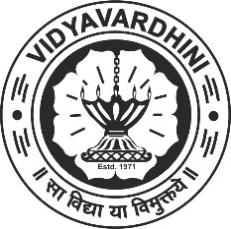 VIDYAVARDHINI
Estd. 1971
॥ सा विद्या या विमुक्तये ॥